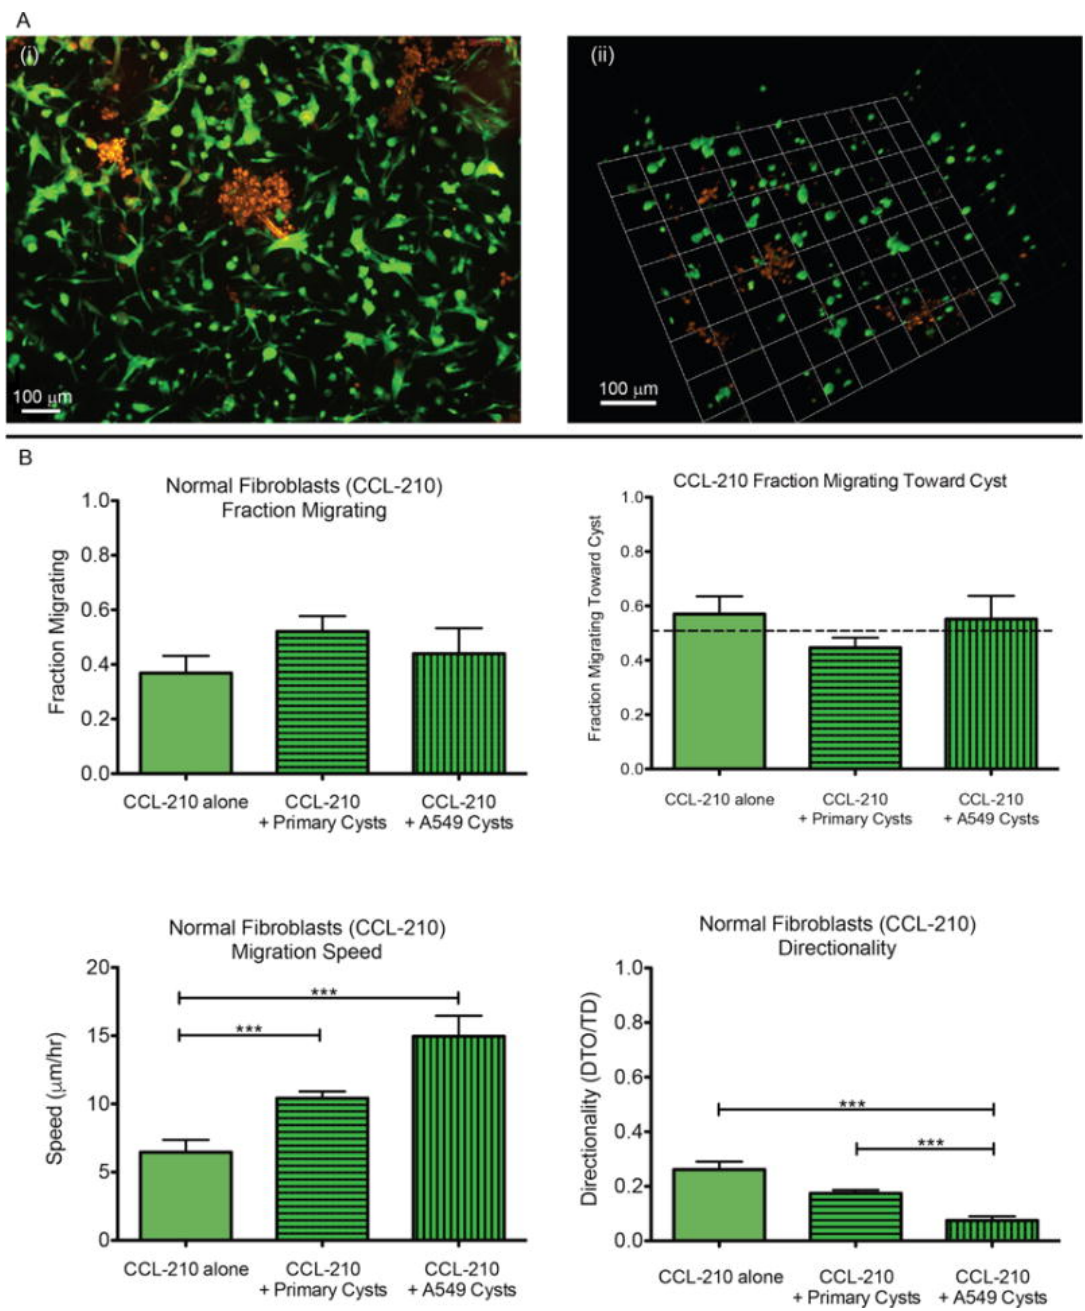 A
(i)
(ii)
100 μm
100 μm
B
Normal Fibroblasts (CCL-210)
Fraction Migrating
Fraction Migrating
1.0
0.8
0.6
0.4
0.2
0.0
CCL-210 alone
CCL-210
+ Primary Cysts
CCL-210
+ A549 Cysts
CCL-210 Fraction Migrating Toward Cyst
Fraction Migrating Toward Cyst
1.0
0.8
0.6
0.4
0.2
0.0
CCL-210 alone
CCL-210
+ Primary Cysts
CCL-210
+ A549 Cysts
Normal Fibroblasts (CCL-210)
Migration Speed
Speed (μm/hr)
20
15
10
5
0
***
***
CCL-210 alone
CCL-210
+ Primary Cysts
CCL-210
+ A549 Cysts
Normal Fibroblasts (CCL-210)
Directionality
Directionality (DTO/TD)
1.0
0.8
0.6
0.4
0.2
0.0
***
***
CCL-210 alone
CCL-210
+ Primary Cysts
CCL-210
+ A549 Cysts